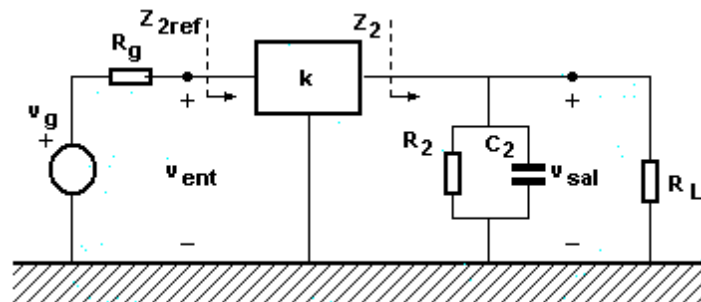 Z2ref
Z2
Rg
k
vg
+
+
+
R2
C2
vent
vsal
RL
−
−